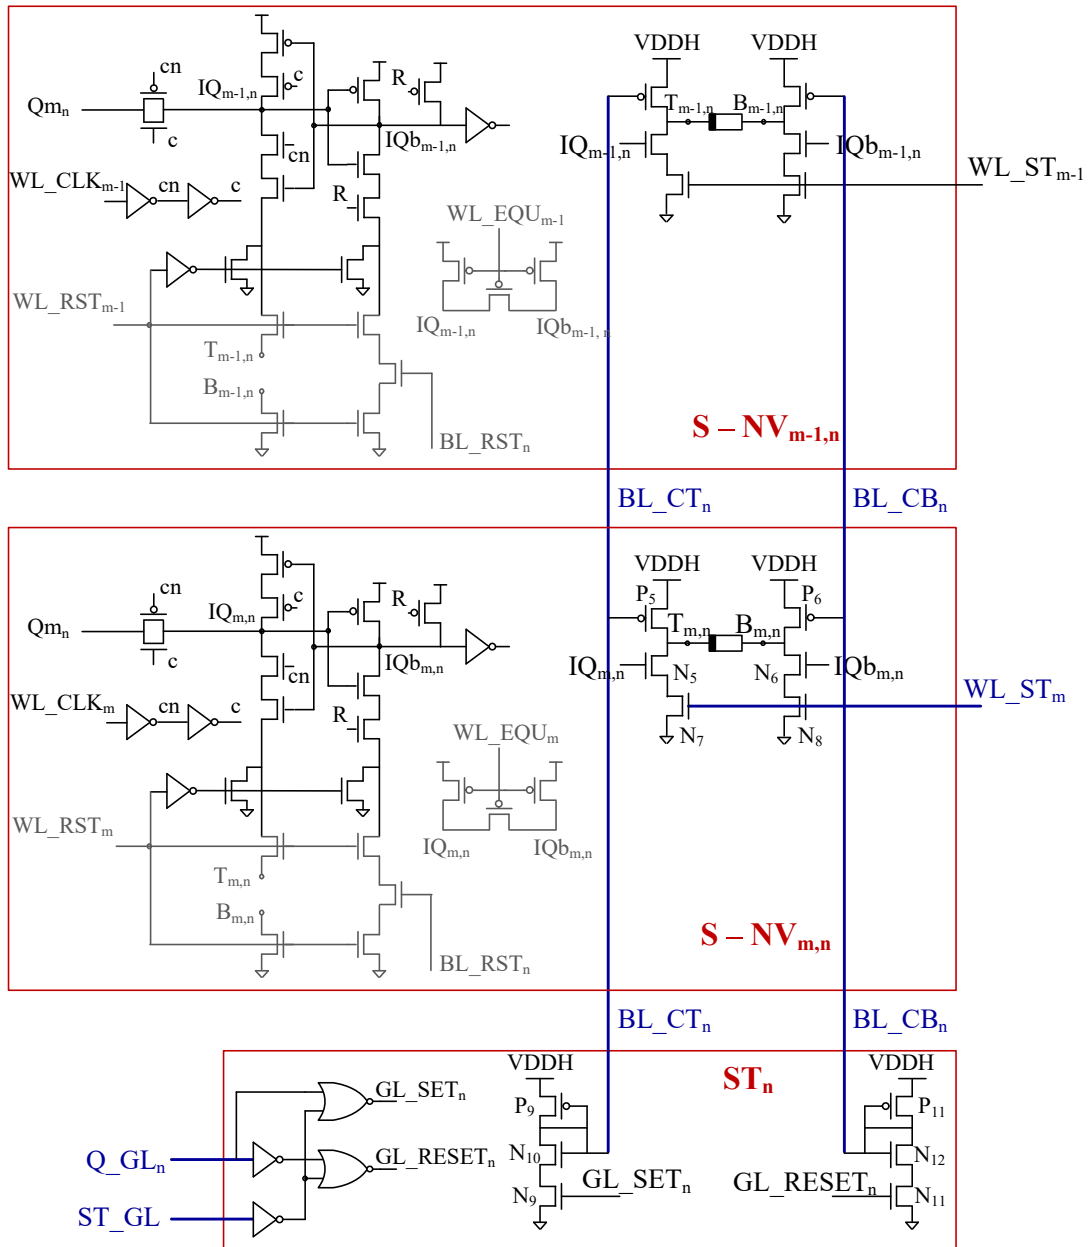 VDDH VDDH
cn
IQm-1,n c R
Qmn
Tm-1,n Bm-1,n
c
IQbm-1,n
IQm-1,n IQbm-1,n
cn
WL_CLKm-1 cn c
WL_STm-1
R
WL_EQUm-1
WL_RSTm-1
IQm-1,n IQbm-1, n
Tm-1,n
Bm-1,n
S – NVm-1,n
BL_RSTn
BL_CTn BL_CBn
VDDH VDDH
cn
P5 P6
IQm,n c R
Qmn
Tm,n Bm,n
c
IQbm,n
IQm,n N5 N6 IQbm,n
cn
WL_CLKm cn c
WL_STm
R
N7 N8
WL_EQUm
WL_RSTm
IQm,n IQbm,n
Tm,n
Bm,n
S – NVm,n
BL_RSTn
BL_CTn BL_CBn
VDDH STn VDDH
GL_SETn
P9 P11
Q_GLn
GL_RESETn
N10 N12
GL_SETn GL_RESETn
N9 N11
ST_GL